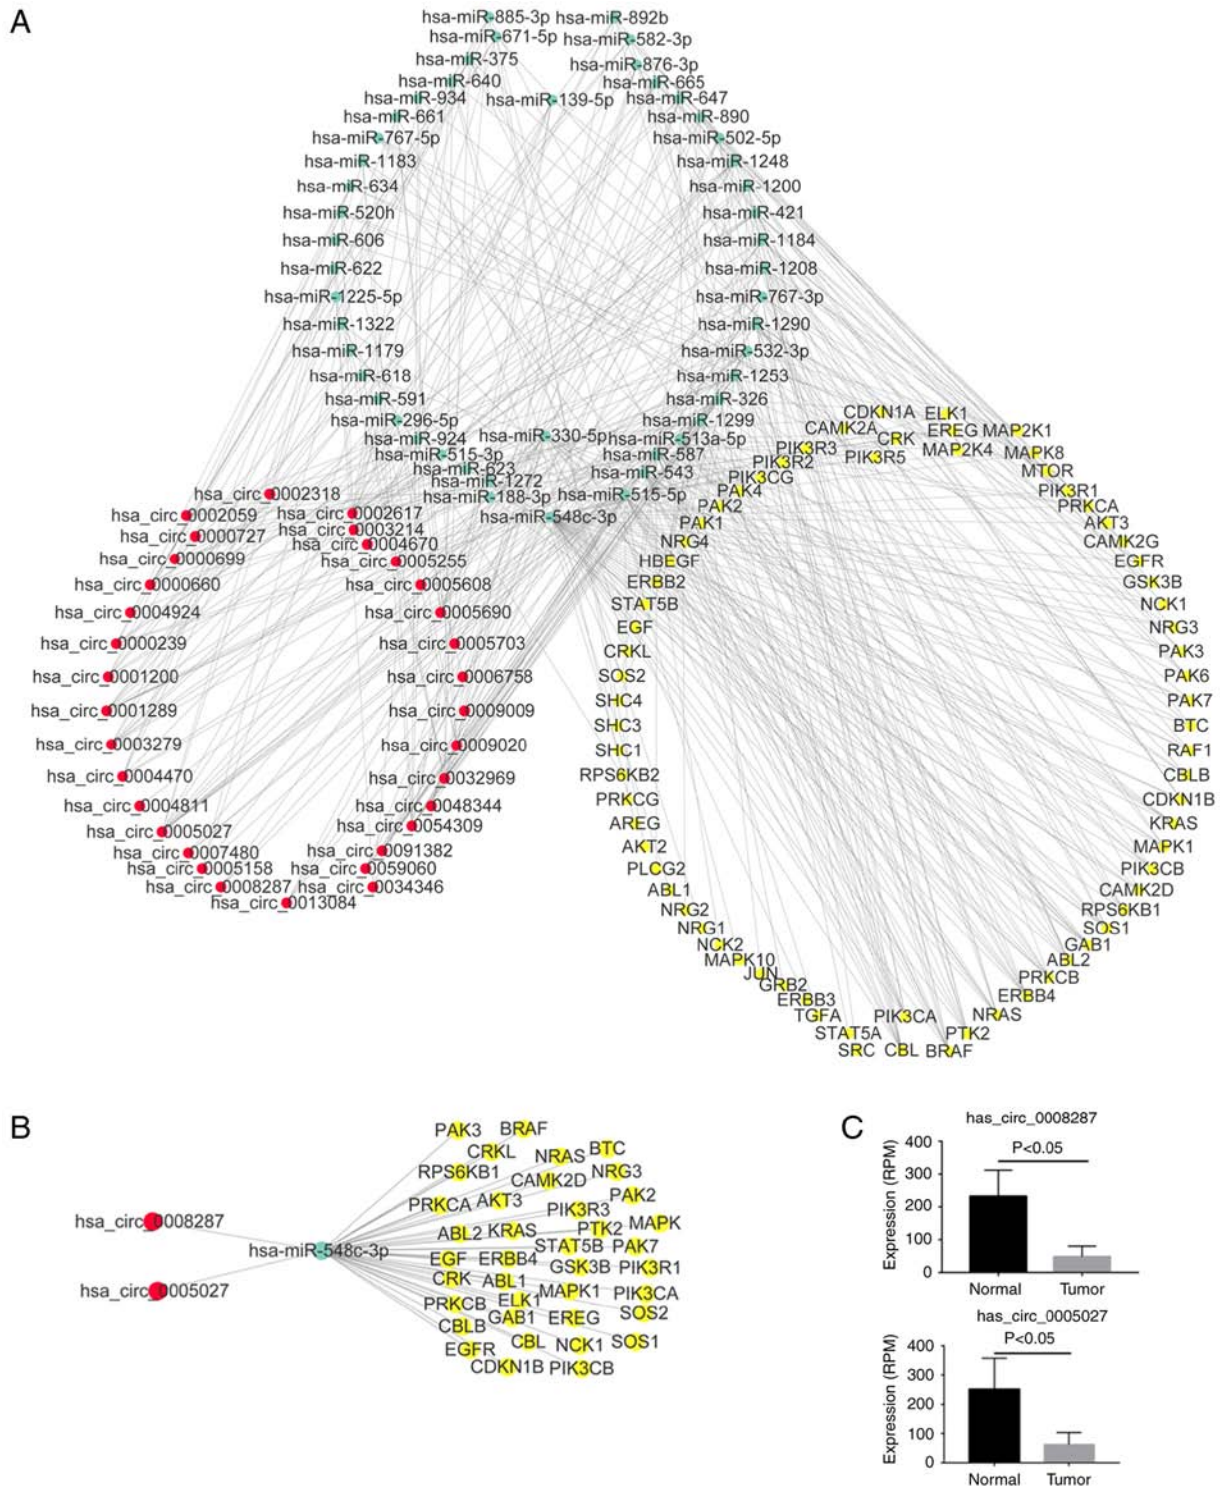 A
hsa-miR-885-3p hsa-miR-892b
hsa-miR-671-5p hsa-miR-582-3p
hsa-miR-375 hsa-miR-876-3p
hsa-miR-640 hsa-miR-665
hsa-miR-934 hsa-miR-139-5p hsa-miR-647
hsa-miR-661 hsa-miR-890
hsa-miR-767-5p hsa-miR-502-5p
hsa-miR-1183 hsa-miR-1248
hsa-miR-634 hsa-miR-1200
hsa-miR-520h hsa-miR-421
hsa-miR-606 hsa-miR-1184
hsa-miR-622 hsa-miR-1208
hsa-miR-1225-5p hsa-miR-767-3p
hsa-miR-1322 hsa-miR-1290
hsa-miR-1179 hsa-miR-532-3p
hsa-miR-618 hsa-miR-1253
hsa-miR-591 hsa-miR-326
hsa-miR-296-5p hsa-miR-1299
hsa-miR-924 hsa-miR-330-5p hsa-miR-513a-5p
hsa-miR-515-3p hsa-miR-587
hsa-miR-623 hsa-miR-543
hsa-miR-1272
hsa-miR-188-3p hsa-miR-515-5p
hsa-miR-548c-3p
hsa_circ_0002318
hsa_circ_0002059 hsa_circ_0002617
hsa_circ_0000727 hsa_circ_0003214
hsa_circ_0004670
hsa_circ_0000699 hsa_circ_0005255
hsa_circ_0000660 hsa_circ_0005608
hsa_circ_0004924 hsa_circ_0005690
hsa_circ_0000239 hsa_circ_0005703
hsa_circ_0001200 hsa_circ_0006758
hsa_circ_0001289 hsa_circ_0009009
hsa_circ_0003279 hsa_circ_0009020
hsa_circ_0004470 hsa_circ_0032969
hsa_circ_0004811 hsa_circ_0048344
hsa_circ_0005027 hsa_circ_0054309
hsa_circ_0007480 hsa_circ_0091382
hsa_circ_0005158 hsa_circ_0059060
hsa_circ_0008287 hsa_circ_0034346
hsa_circ_0013084
CDKN1A ELK1
CAMK2A CRK EREG MAP2K1
PIK3R3 PIK3R5 MAP2K4 MAPK8
PIK3R2 MTOR
PIK3CG
PAK4 PIK3R1
PAK2 PRKCA
PAK1 AKT3
NRG4 CAMK2G
HBEGF EGFR
ERBB2 GSK3B
STAT5B NCK1
EGF NRG3
CRKL PAK3
SOS2 PAK6
SHC4 PAK7
SHC3 BTC
SHC1 RAF1
RPS6KB2 CBLB
PRKCG CDKN1B
AREG KRAS
AKT2 MAPK1
PLCG2 PIK3CB
ABL1 CAMK2D
NRG2 RPS6KB1
NRG1 SOS1
NCK2 GAB1
MAPK10 ABL2
JUN PRKCB
GRB2
ERBB3 ERBB4
TGFA PIK3CA NRAS
STAT5A PTK2
SRC CBL BRAF
B
PAK3 BRAF
CRKL NRAS BTC
RPS6KB1 CAMK2D NRG3
PRKCA AKT3 PIK3R3 PAK2
ABL2 KRAS PTK2 MAPK
STAT5B PAK7
EGF ERBB4 GSK3B PIK3R1
CRK ABL1 MAPK1 PIK3CA
PRKCB ELK1 SOS2
CBLB GAB1 EREG
EGFR CBL NCK1 SOS1
CDKN1B PIK3CB
hsa_circ_0008287
hsa-miR-548c-3p
hsa_circ_0005027
C
has_circ_0008287
P<0.05
Expression (RPM)
400
300
200
100
0
Normal Tumor
has_circ_0005027
P<0.05
Expression (RPM)
400
300
200
100
0
Normal Tumor